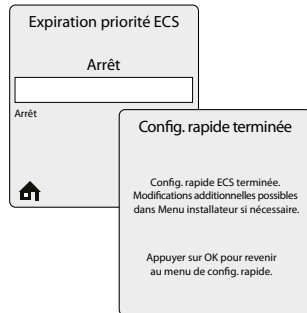 Expiration priorité ECS
Arrêt
Arrêt
Config. rapide terminée
Config. rapide ECS terminée.
Modifications additionnelles possibles
dans Menu installateur si nécessaire.
Appuyer sur OK pour revenir
au menu de config. rapide.